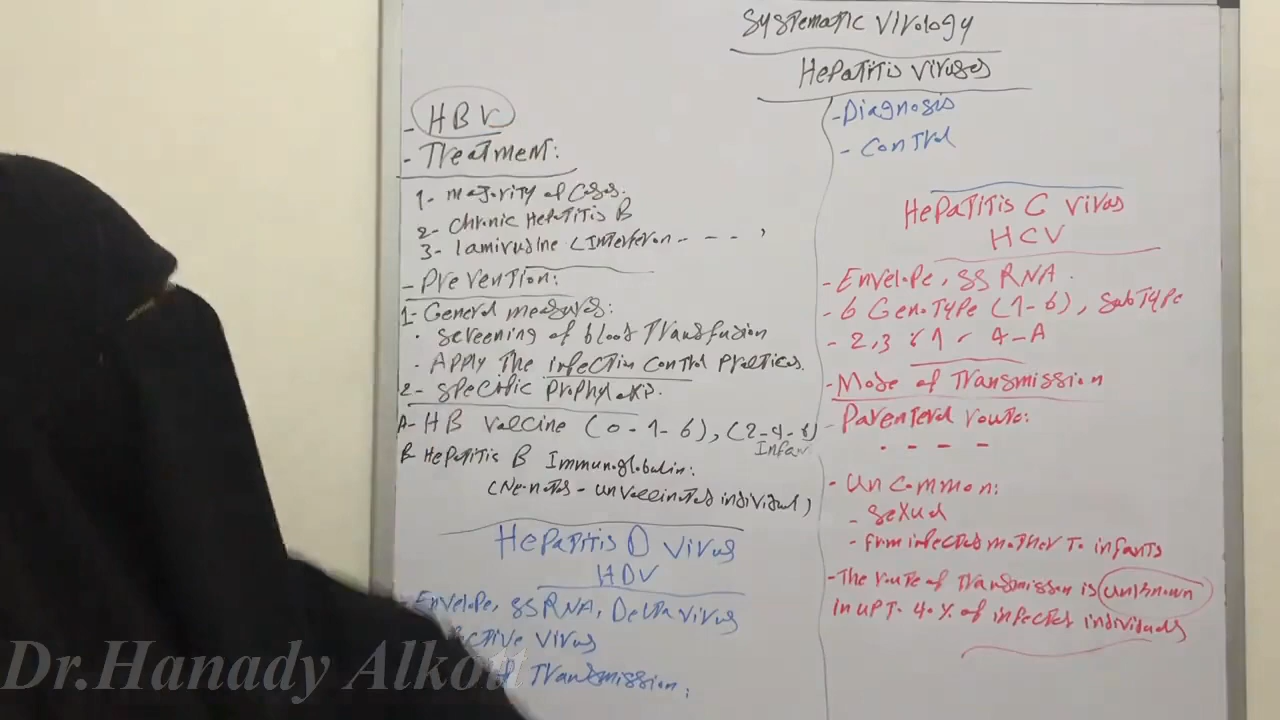 Systematic Virology
Hepatitis Viruses
- HBV
- Treatment:
1- majority of Cases.
2- chronic Hepatitis B
3- lamivudine (Interferon - - - - ,
- Prevention:
1- General measures:
. screening of blood Transfusion
. Apply The infection control practices.
2- specific prophylaxis.
A- HB vaccine (0-1-6), (2-4-6)
Infan
B- Hepatitis B Immunoglobulin:
(Neonates - unvaccinated individual)
Hepatitis D virus
HDV
- Envelope, ssRNA, Delta virus
ctive virus
Transmission:
- Diagnosis
- Control
Hepatitis C virus
HCV
- Envelope, ss RNA.
- 6 Genotype (1-6), subtype
- 2,3 1 4-A
- Mode of Transmission
- Parenteral route:
. - - - -
- Uncommon:
- sexual
- from infected mother to infants
- The route of transmission is unknown
in up to 40% of infected individuals
Dr.Hanady Alkott